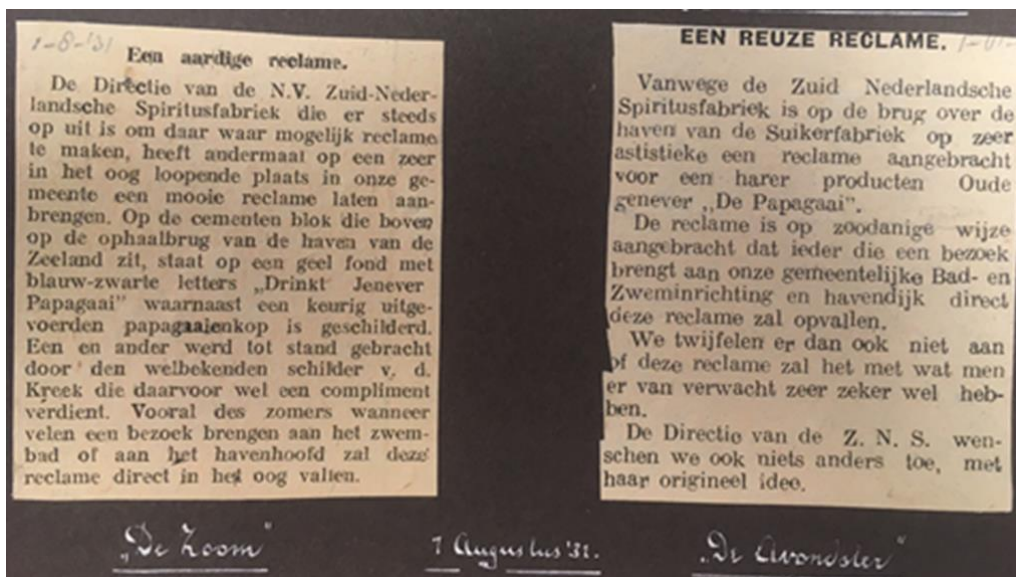 1-8-'31
Een aardige reclame.
De Directie van de N.V. Zuid-Neder-
landsche Spiritusfabriek die er steeds
op uit is om daar waar mogelijk reclame
te maken, heeft andermaal op een zeer
in het oog loopende plaats in onze ge-
meente een mooie reclame laten aan-
brengen. Op de cementen blok die boven
op de ophaalbrug van de haven van de
Zeeland zit, staat op een geel fond met
blauw-zwarte letters „Drinkt Jenever
Papagaai” waarnaast een keurig uitge-
voerden papagaaienkop is geschilderd.
Een en ander werd tot stand gebracht
door den welbekenden schilder v. d.
Kreek die daarvoor wel een compliment
verdient. Vooral des zomers wanneer
velen een bezoek brengen aan het zwem-
bad of aan het havenhoofd zal deze
reclame direct in het oog vallen.
EEN REUZE RECLAME.
Vanwege de Zuid Nederlandsche
Spiritusfabriek is op de brug over de
haven van de Suikerfabriek op zeer
astistieke een reclame aangebracht
voor een harer producten Oude
genever „De Papagaai”.
De reclame is op zoodanige wijze
aangebracht dat ieder die een bezoek
brengt aan onze gemeentelijke Bad- en
Zweminrichting en havendijk direct
deze reclame zal opvallen.
We twijfelen er dan ook niet aan
of deze reclame zal het met wat men
er van verwacht zeer zeker wel heb-
ben.
De Directie van de Z. N. S. wen-
schen we ook niets anders toe, met
haar origineel idee.
„De Zoom” 1 Augustus '31. „De Avondster”